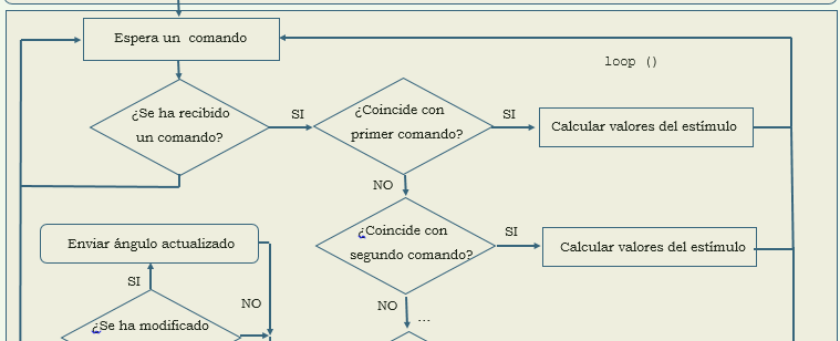 Espera un comando
loop ()
¿Se ha recibido
un comando?
SI
¿Coincide con
primer comando?
SI
Calcular valores del estímulo
NO
¿Coincide con
segundo comando?
SI
Calcular valores del estímulo
Enviar ángulo actualizado
SI
NO
NO
...
¿Se ha modificado